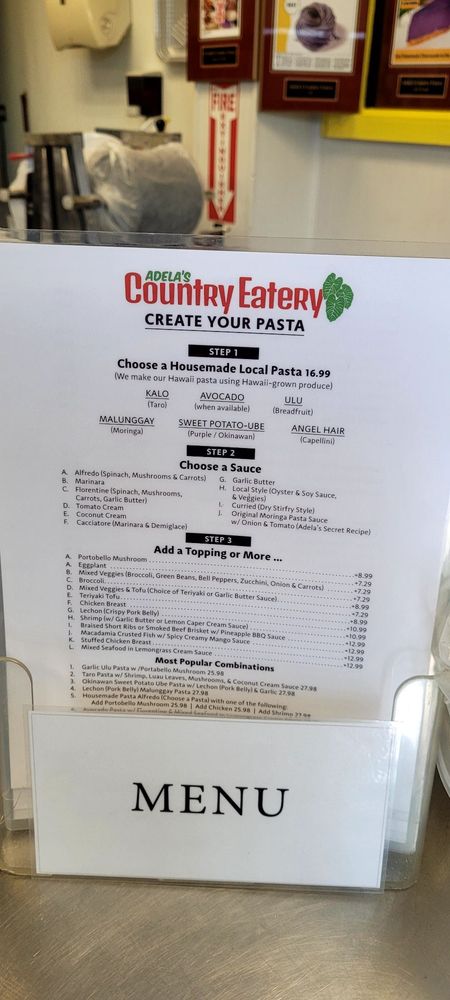 FIRE
ADELA'S
Country Eatery
CREATE YOUR PASTA
STEP 1
Choose a Housemade Local Pasta 16.99
(We make our Hawaii pasta using Hawaii-grown produce)
KALO
(Taro)
AVOCADO
(when available)
ULU
(Breadfruit)
MALUNGGAY
(Moringa)
SWEET POTATO-UBE
(Purple / Okinawan)
ANGEL HAIR
(Capellini)
STEP 2
Choose a Sauce
A. Alfredo (Spinach, Mushrooms & Carrots)
B. Marinara
C. Florentine (Spinach, Mushrooms,
Carrots, Garlic Butter)
D. Tomato Cream
E. Coconut Cream
F. Cacciatore (Marinara & Demiglace)
G. Garlic Butter
H. Local Style (Oyster & Soy Sauce,
& Veggies)
I. Curried (Dry Stirfry Style)
J. Original Moringa Pasta Sauce
w/ Onion & Tomato (Adela's Secret Recipe)
STEP 3
Add a Topping or More ...
A. Portobello Mushroom +8.99
A. Eggplant +7.29
B. Mixed Veggies (Broccoli, Green Beans, Bell Peppers, Zucchini, Onion & Carrots) +7.29
C. Broccoli +7.29
D. Mixed Veggies & Tofu (Choice of Teriyaki or Garlic Butter Sauce) +8.99
E. Teriyaki Tofu +7.29
F. Chicken Breast +8.99
G. Lechon (Crispy Pork Belly) +10.99
H. Shrimp (w/ Garlic Butter or Lemon Caper Cream Sauce) +10.99
I. Braised Short Ribs or Smoked Beef Brisket w/ Pineapple BBQ Sauce +12.99
J. Macadamia Crusted Fish w/ Spicy Creamy Mango Sauce +12.99
K. Stuffed Chicken Breast +12.99
L. Mixed Seafood in Lemongrass Cream Sauce +12.99
Most Popular Combinations
1. Garlic Ulu Pasta w /Portabello Mushroom 25.98
2. Taro Pasta w/ Shrimp, Luau Leaves, Mushrooms, & Coconut Cream Sauce 27.98
3. Okinawan Sweet Potato Ube Pasta w/ Lechon (Pork Belly) & Garlic 27.98
4. Lechon (Pork Belly) Malunggay Pasta 27.98
5. Housemade Pasta Alfredo (Choose a Pasta) with one of the following:
Add Portobello Mushroom 25.98 | Add Chicken 25.98 | Add Shrimp 27.98
MENU